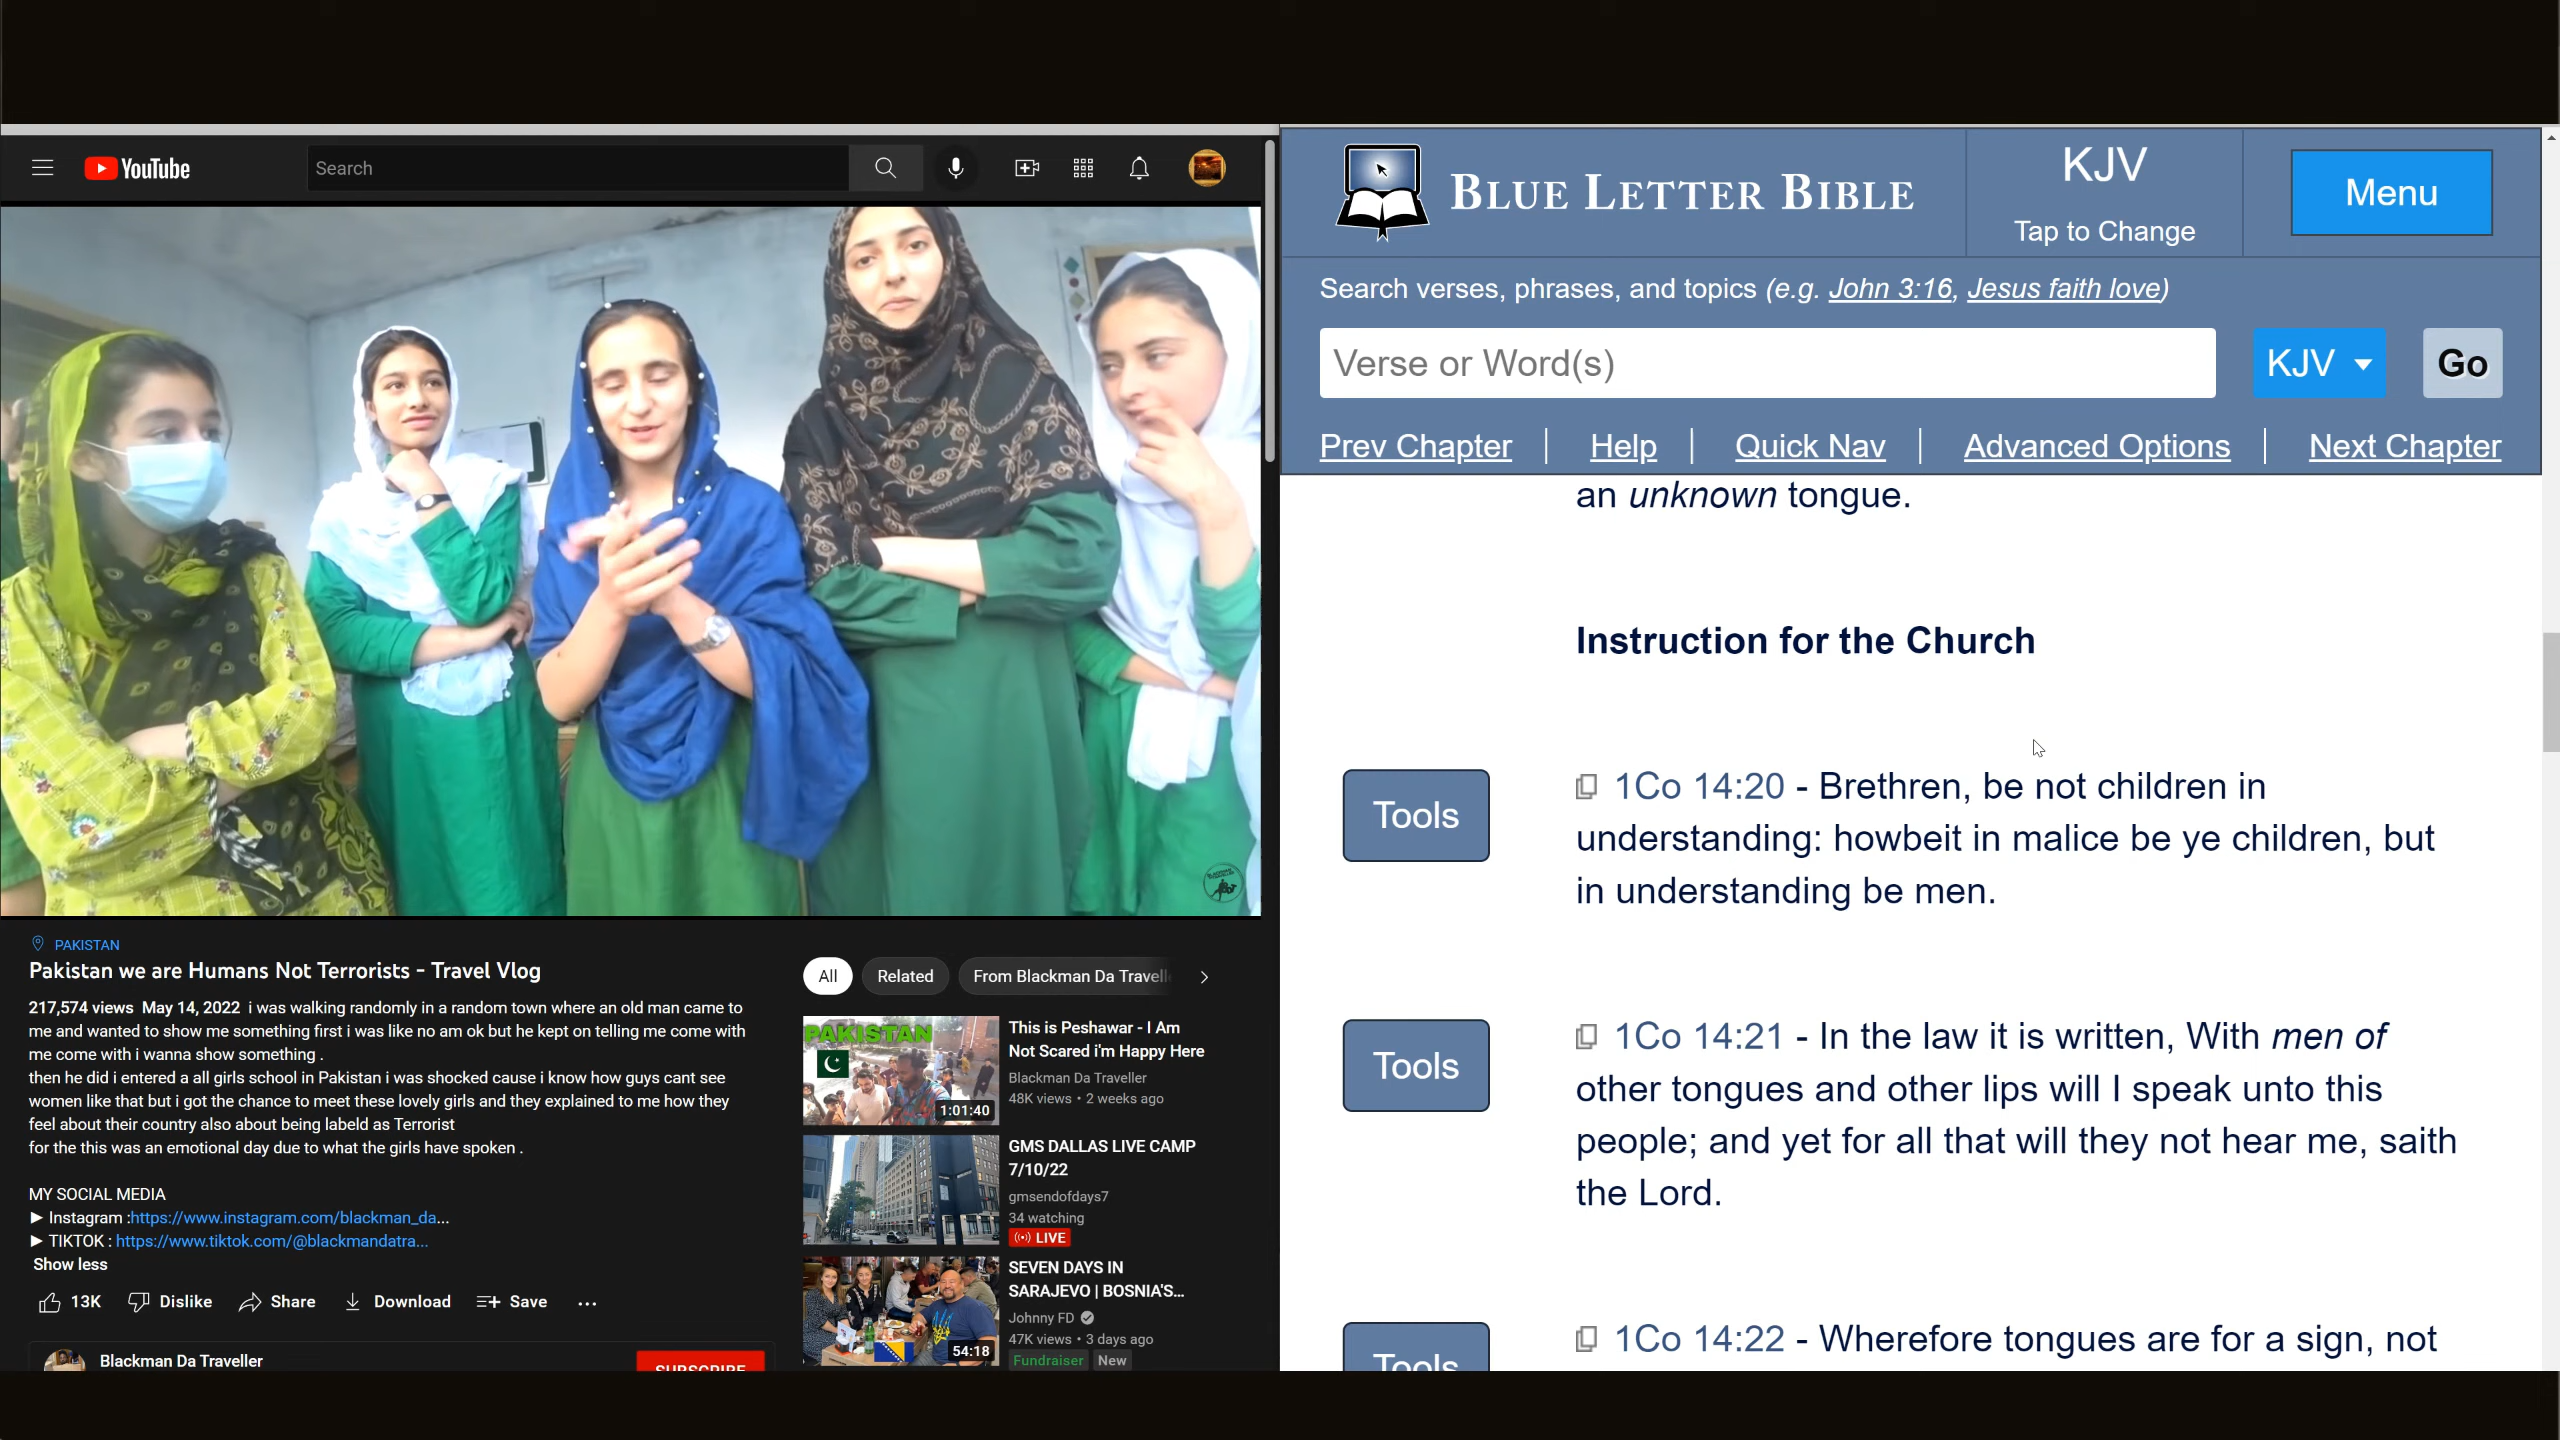 YouTube
Search
PAKISTAN
Pakistan we are Humans Not Terrorists - Travel Vlog
217,574 views May 14, 2022 i was walking randomly in a random town where an old man came to
me and wanted to show me something first i was like no am ok but he kept on telling me come with
me come with i wanna show something .
then he did i entered a all girls school in Pakistan i was shocked cause i know how guys cant see
women like that but i got the chance to meet these lovely girls and they explained to me how they
feel about their country also about being labeld as Terrorist
for the this was an emotional day due to what the girls have spoken .
MY SOCIAL MEDIA
► Instagram :https://www.instagram.com/blackman_da...
► TIKTOK : https://www.tiktok.com/@blackmandatra...
Show less
13K Dislike Share Download Save ...
Blackman Da Traveller
SUBSCRIBE
All Related From Blackman Da Travell
PAKISTAN
1:01:40
This is Peshawar - I Am
Not Scared i'm Happy Here
Blackman Da Traveller
48K views • 2 weeks ago
GMS DALLAS LIVE CAMP
7/10/22
gmsendofdays7
34 watching
LIVE
54:18
SEVEN DAYS IN
SARAJEVO | BOSNIA'S...
Johnny FD
47K views • 3 days ago
Fundraiser New
BLUE LETTER BIBLE
KJV
Tap to Change
Menu
Search verses, phrases, and topics (e.g. John 3:16, Jesus faith love)
Verse or Word(s)
KJV
Go
Prev Chapter | Help | Quick Nav | Advanced Options | Next Chapter
an unknown tongue.
Instruction for the Church
Tools
1Co 14:20 - Brethren, be not children in
understanding: howbeit in malice be ye children, but
in understanding be men.
Tools
1Co 14:21 - In the law it is written, With men of
other tongues and other lips will I speak unto this
people; and yet for all that will they not hear me, saith
the Lord.
Tools
1Co 14:22 - Wherefore tongues are for a sign, not